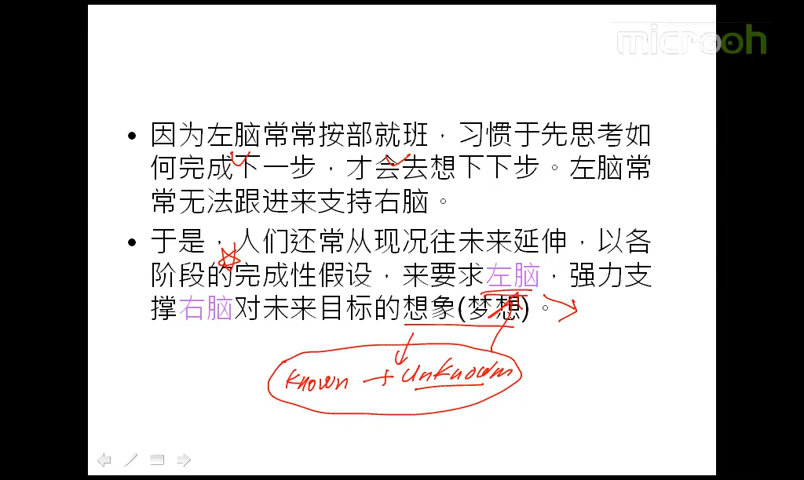 microoh
• 因为左脑常常按部就班，习惯于先思考如
何完成下一步，才会去想下下步。左脑常
常无法跟进来支持右脑。
• 于是，人们还常从现况往未来延伸，以各
阶段的完成性假设，来要求左脑，强力支
撑右脑对未来目标的想象(梦想)。
known + Unknown